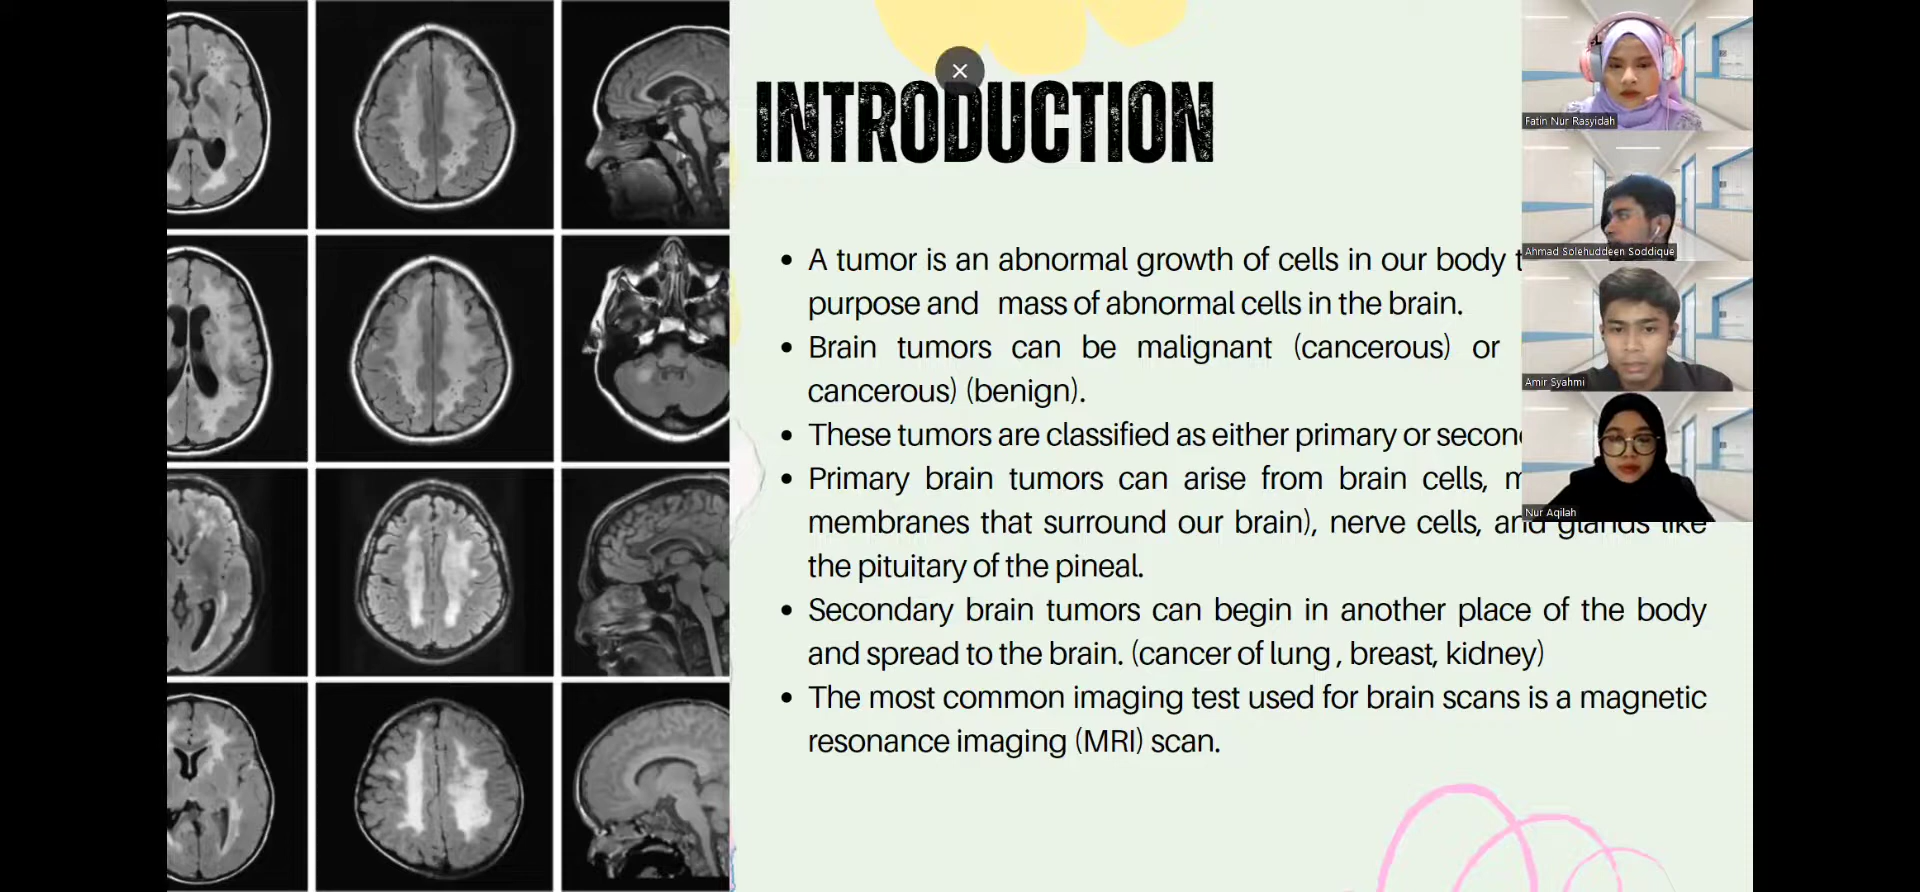 INTRODUCTION
A tumor is an abnormal growth of cells in our body
purpose and mass of abnormal cells in the brain.
Brain tumors can be malignant (cancerous) or
cancerous) (benign).
These tumors are classified as either primary or
Primary brain tumors can arise from brain cells,
membranes that surround our brain), nerve cells, and glands like
the pituitary of the pineal.
Secondary brain tumors can begin in another place of the body
and spread to the brain. (cancer of lung , breast, kidney)
The most common imaging test used for brain scans is a magnetic
resonance imaging (MRI) scan.
Fatin Nur Rasyidah
Ahmad Solehuddeen Soddique
Amir Syahmi
Nur Aqilah